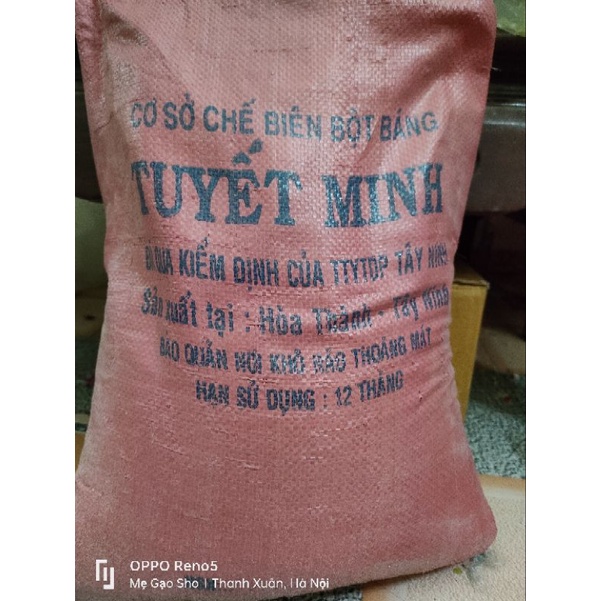 CƠ SỞ CHẾ BIẾN BỘT BÁNG
TUYẾT MINH
ĐÃ QUA KIỂM ĐỊNH CỦA TTYTDP TÂY NINH
Sản xuất tại : Hòa Thành - Tây Ninh
BẢO QUẢN NƠI KHÔ RÁO THOÁNG MÁT
HẠN SỬ DỤNG : 12 THÁNG
OPPO Reno5
Mẹ Gạo Shop | Thanh Xuân, Hà Nội